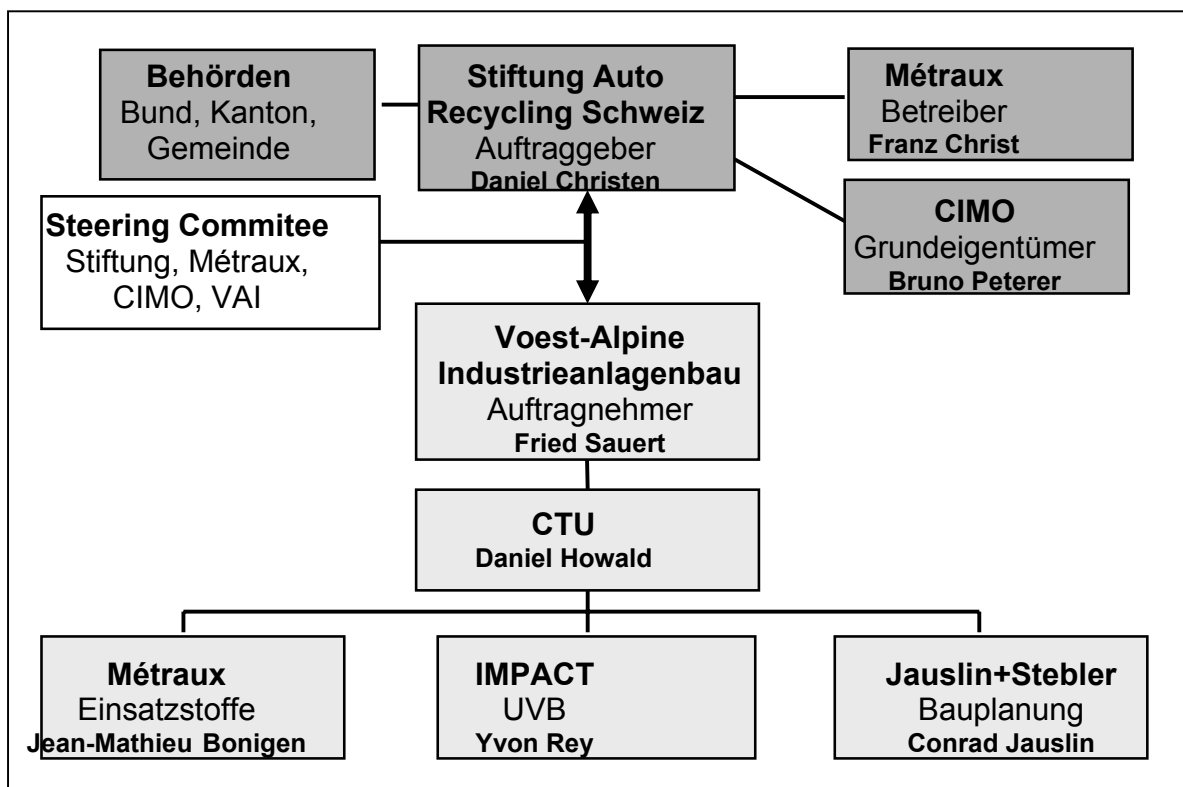 Behörden
Bund, Kanton,
Gemeinde
Stiftung Auto
Recycling Schweiz
Auftraggeber
Daniel Christen
Métraux
Betreiber
Franz Christ
Steering Commitee
Stiftung, Métraux,
CIMO, VAI
CIMO
Grundeigentümer
Bruno Peterer
Voest-Alpine
Industrieanlagenbau
Auftragnehmer
Fried Sauert
CTU
Daniel Howald
Métraux
Einsatzstoffe
Jean-Mathieu Bonigen
IMPACT
UVB
Yvon Rey
Jauslin+Stebler
Bauplanung
Conrad Jauslin